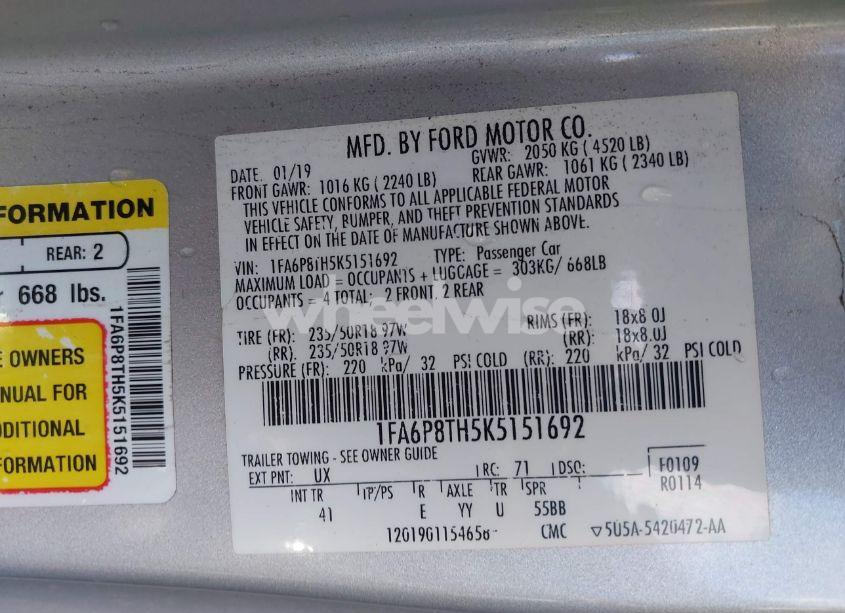 FORMATION
REAR: 2
668 lbs.
E OWNERS
NUAL FOR
DDITIONAL
FORMATION
1FA6P8TH5K5151692
MFD. BY FORD MOTOR CO.
DATE: 01/19
GVWR: 2050 KG ( 4520 LB)
FRONT GAWR: 1016 KG ( 2240 LB)
REAR GAWR: 1061 KG ( 2340 LB)
THIS VEHICLE CONFORMS TO ALL APPLICABLE FEDERAL MOTOR
VEHICLE SAFETY, BUMPER, AND THEFT PREVENTION STANDARDS
IN EFFECT ON THE DATE OF MANUFACTURE SHOWN ABOVE.
VIN: 1FA6P8TH5K5151692 TYPE: Passenger Car
MAXIMUM LOAD = OCCUPANTS + LUGGAGE = 303KG/ 668LB
OCCUPANTS = 4 TOTAL: 2 FRONT, 2 REAR
wheelwise
TIRE (FR): 235/50R18 97W RIMS (FR): 18x8.0J
(RR): 235/50R18 97W (RR): 18x8.0J
PRESSURE (FR): 220 kPa/ 32 PSI COLD (RR): 220 kPa/ 32 PSI COLD
1FA6P8TH5K5151692
TRAILER TOWING - SEE OWNER GUIDE
EXT PNT: UX RC: 71 DSO: F0109
R0114
INT TR TP/PS R AXLE TR SPR
41 E YY U 55BB
CMC ▽5U5A-5420472-AA